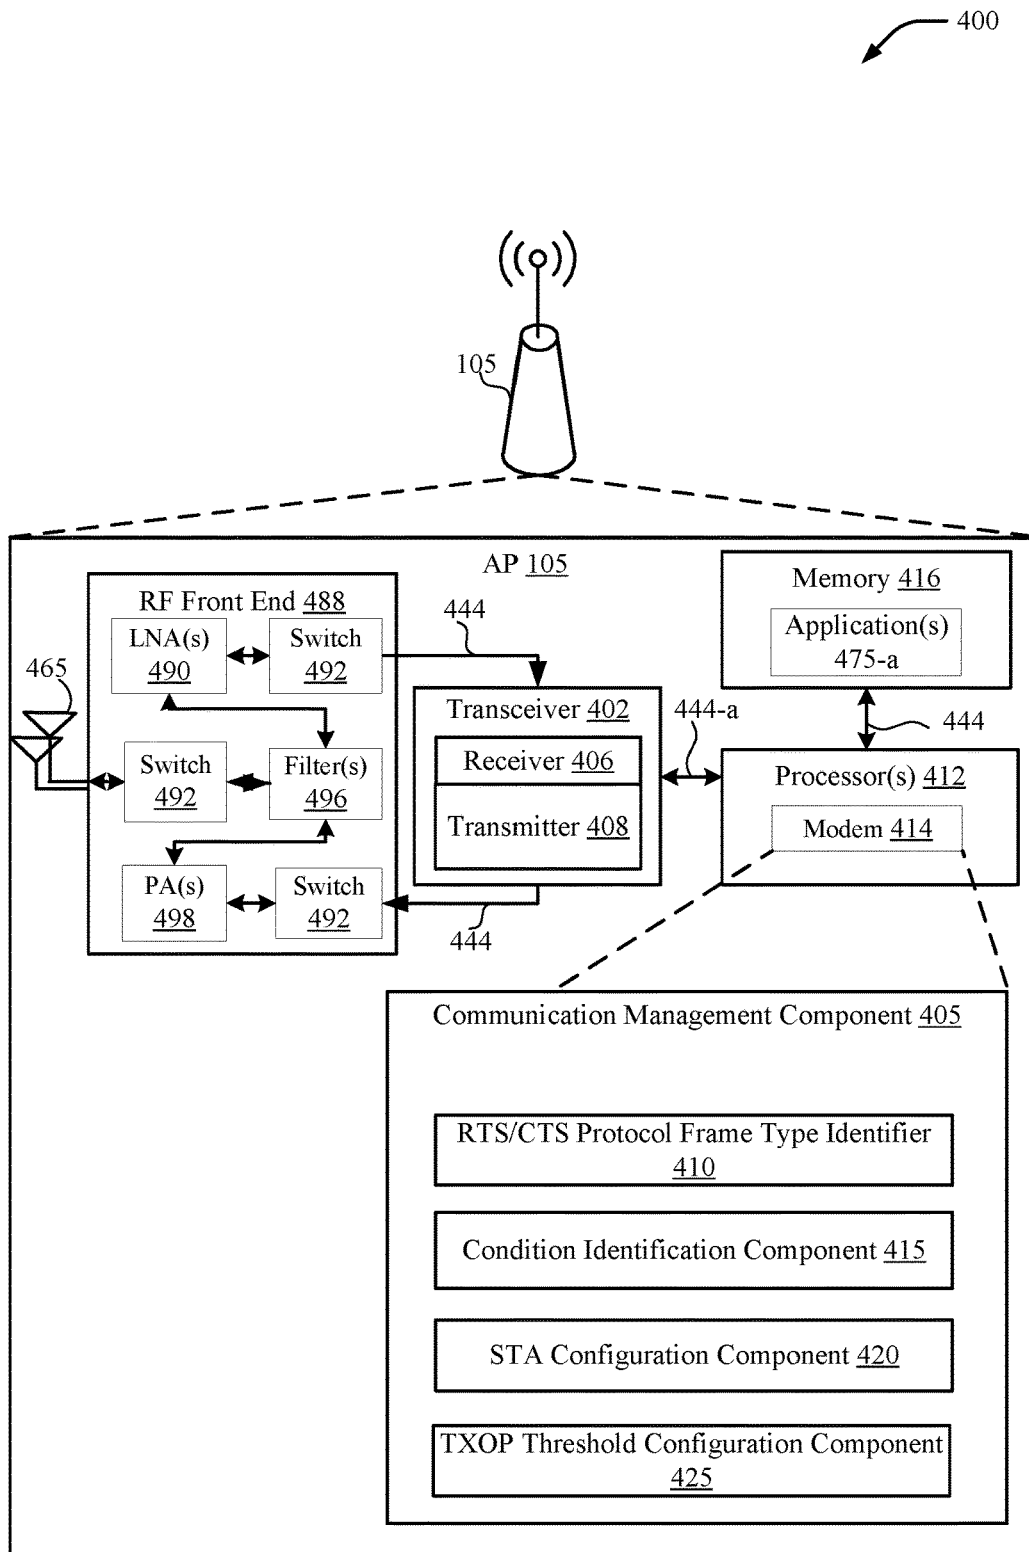 400
105
AP 105
RF Front End 488
LNA(s)
490
Switch
492
444
465
Switch
492
Filter(s)
496
PA(s)
498
Switch
492
444
Transceiver 402
Receiver 406
Transmitter 408
444-a
Memory 416
Application(s)
475-a
444
Processor(s) 412
Modem 414
Communication Management Component 405
RTS/CTS Protocol Frame Type Identifier
410
Condition Identification Component 415
STA Configuration Component 420
TXOP Threshold Configuration Component
425